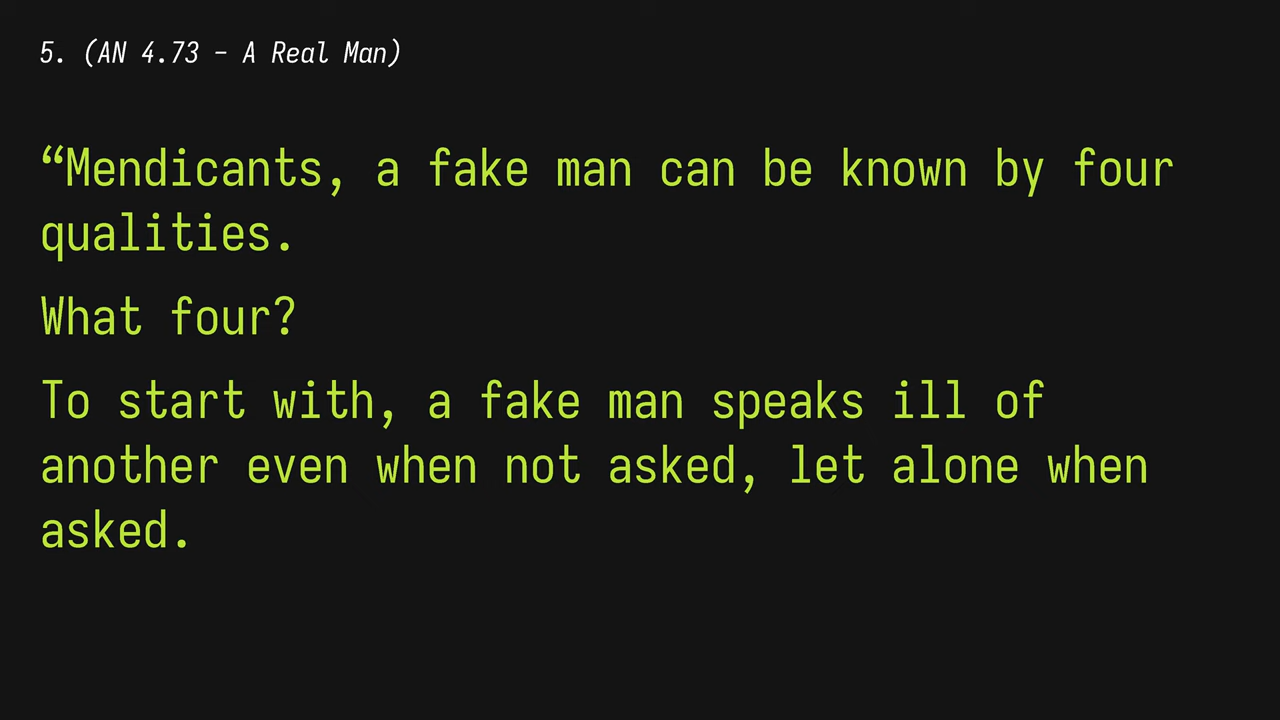 5. (AN 4.73 – A Real Man)
“Mendicants, a fake man can be known by four
qualities.
What four?
To start with, a fake man speaks ill of
another even when not asked, let alone when
asked.